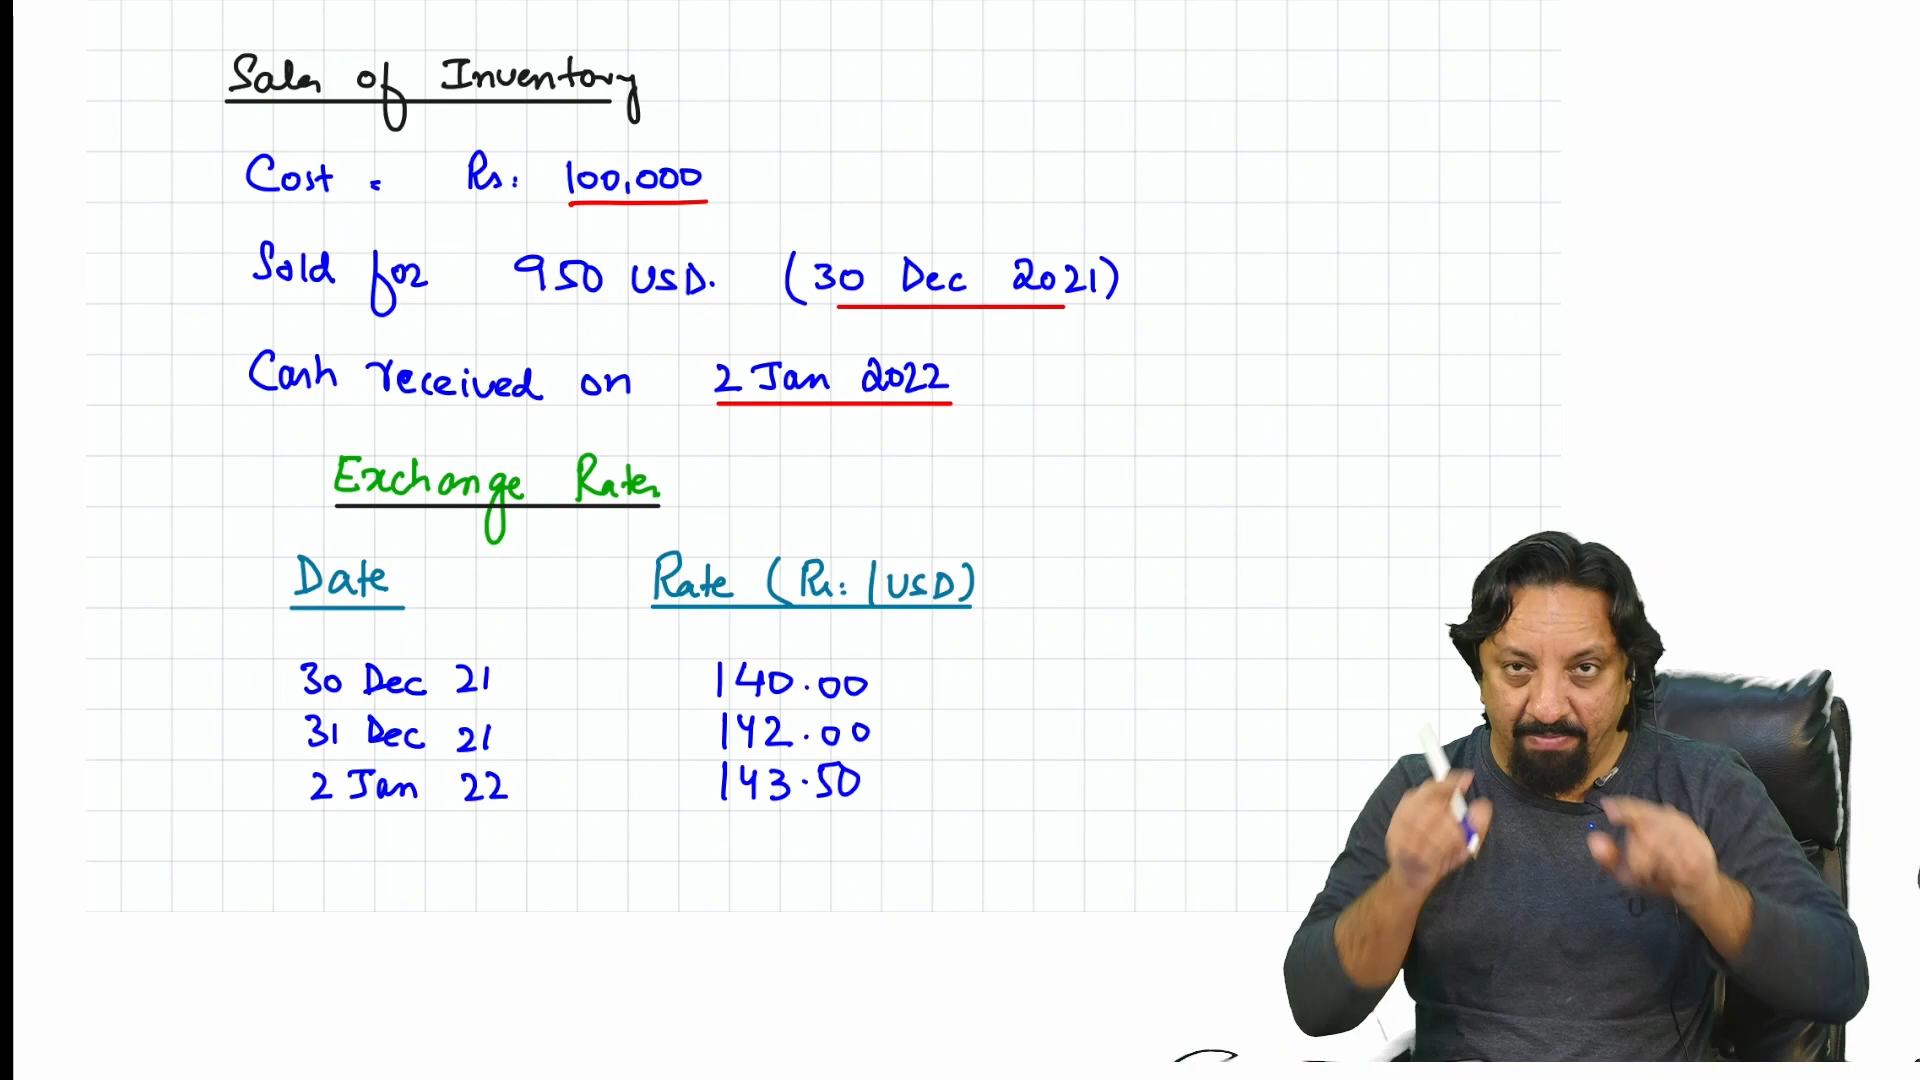 Sales of Inventory
Cost = Rs: 100,000
Sold for 950 USD. (30 Dec 2021)
Cash received on 2 Jan 2022
Exchange Rates
Date Rate (Rs: / USD)
30 Dec 21 140.00
31 Dec 21 142.00
2 Jan 22 143.50